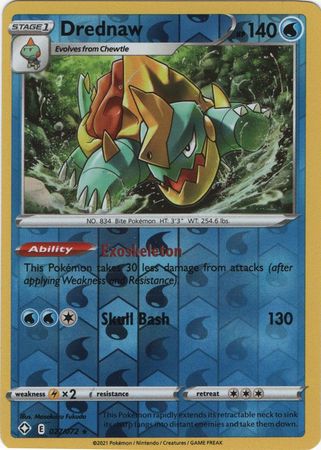 STAGE1
Drednaw
HP 140
Evolves from Chewtle
NO. 834 Bite Pokémon HT: 3'3" WT: 254.6 lbs.
Ability Exoskeleton
This Pokémon takes 30 less damage from attacks (after
applying Weakness and Resistance).
Skull Bash 130
weakness ×2 resistance retreat
Illus. Masakazu Fukuda
E 027/072 ★
This Pokémon rapidly extends its retractable neck to sink
its sharp fangs into distant enemies and take them down.
©2021 Pokémon / Nintendo / Creatures / GAME FREAK